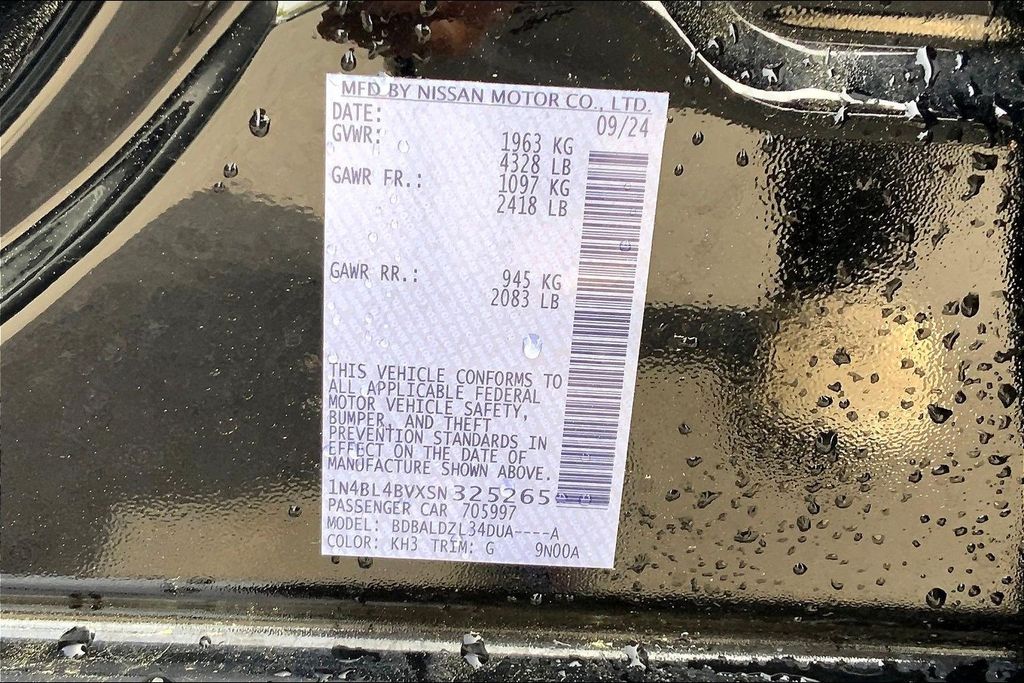 MFD BY NISSAN MOTOR CO., LTD.
DATE: 09/24
GVWR: 1963 KG
4328 LB
GAWR FR.: 1097 KG
2418 LB
GAWR RR.: 945 KG
2083 LB
THIS VEHICLE CONFORMS TO
ALL APPLICABLE FEDERAL
MOTOR VEHICLE SAFETY,
BUMPER, AND THEFT
PREVENTION STANDARDS IN
EFFECT ON THE DATE OF
MANUFACTURE SHOWN ABOVE.
1N4BL4BVXSN325265
PASSENGER CAR 705997
MODEL: BDBALDZL34DUA----A
COLOR: KH3 TRIM: G 9N00A